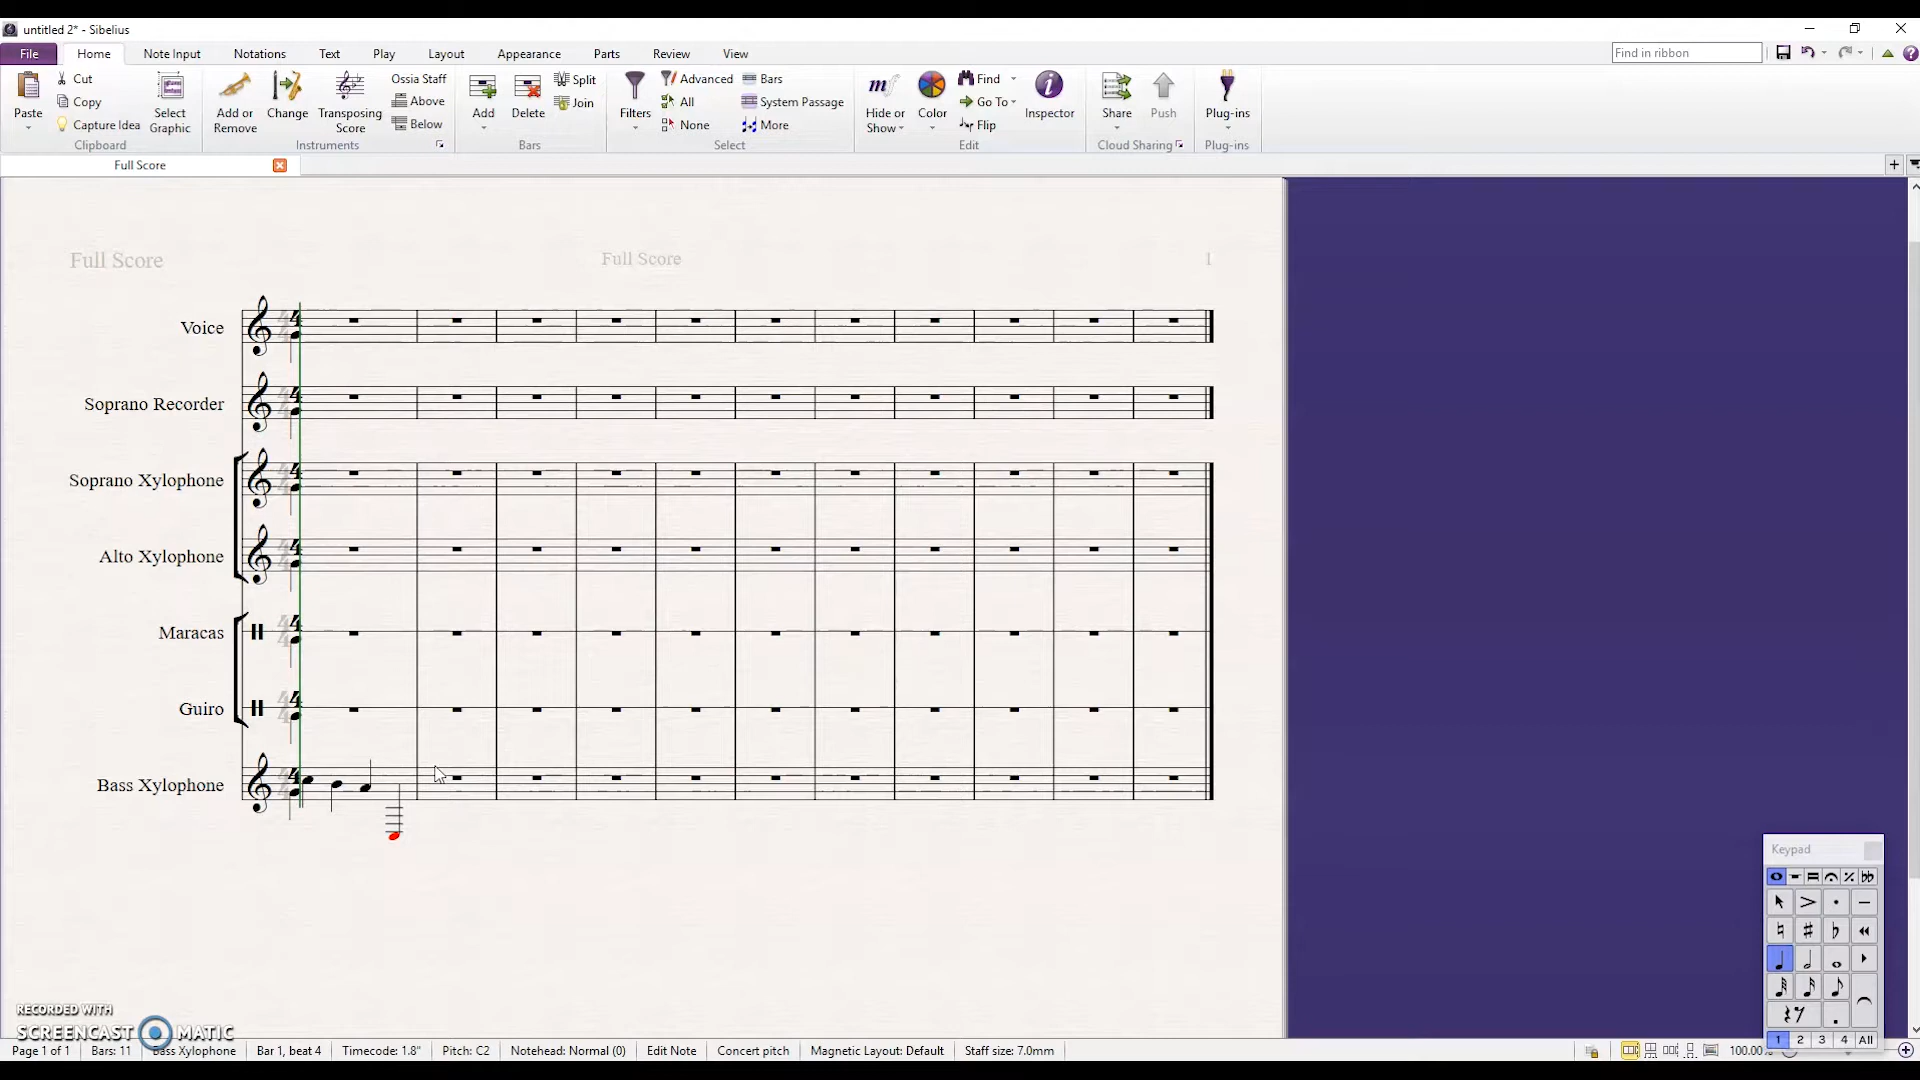 untitled 2* - Sibelius
File Home Note Input Notations Text Play Layout Appearance Parts Review View Find in ribbon
Paste Cut Copy Capture Idea Select Graphic Clipboard
Add or Remove Change Transposing Score Ossia Staff Above Below Instruments
Add Delete Split Join Bars
Filters Advanced All None Bars System Passage More Select
Hide or Show Color Find Go To Flip Inspector Edit
Share Push Cloud Sharing
Plug-ins Plug-ins
Full Score
Full Score Full Score 1
Voice
Soprano Recorder
Soprano Xylophone
Alto Xylophone
Maracas
Guiro
Bass Xylophone
Keypad
1 2 3 4 All
RECORDED WITH
SCREENCAST MATIC
Page 1 of 1 Bars: 11 Bass Xylophone Bar 1, beat 4 Timecode: 1.8" Pitch: C2 Notehead: Normal (0) Edit Note Concert pitch Magnetic Layout: Default Staff size: 7.0mm 100.00%